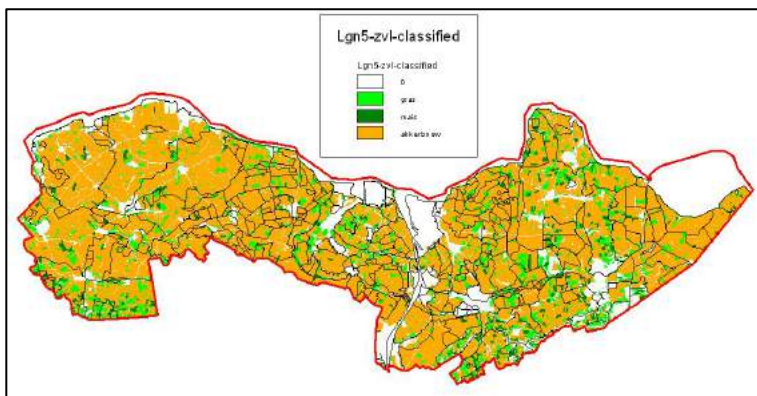 Lgn5-zvl-classified
Lgn5-zvl-classified
0
gras
mais
akkerbouw